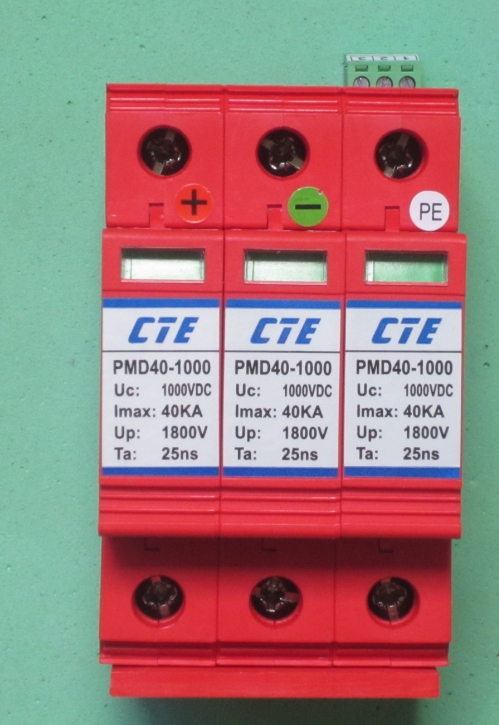 +
−
PE
CTE
PMD40-1000
Uc: 1000VDC
Imax: 40KA
Up: 1800V
Ta: 25ns
CTE
PMD40-1000
Uc: 1000VDC
Imax: 40KA
Up: 1800V
Ta: 25ns
CTE
PMD40-1000
Uc: 1000VDC
Imax: 40KA
Up: 1800V
Ta: 25ns